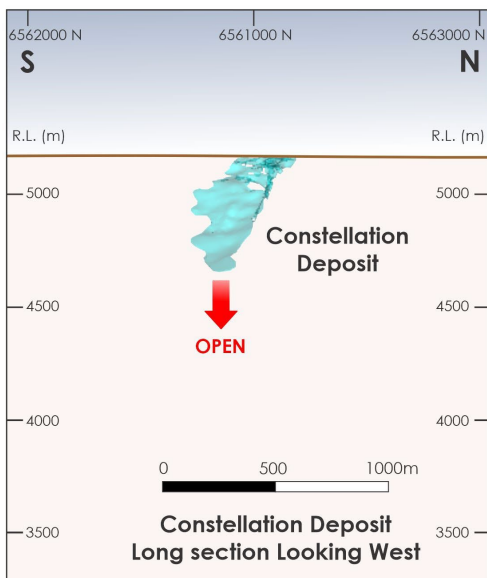 6562000 N 6561000 N 6563000 N
S N
R.L. (m) R.L. (m)
5000 5000
Constellation
Deposit
4500 4500
OPEN
4000 4000
0 500 1000m
Constellation Deposit
3500 3500
Long section Looking West